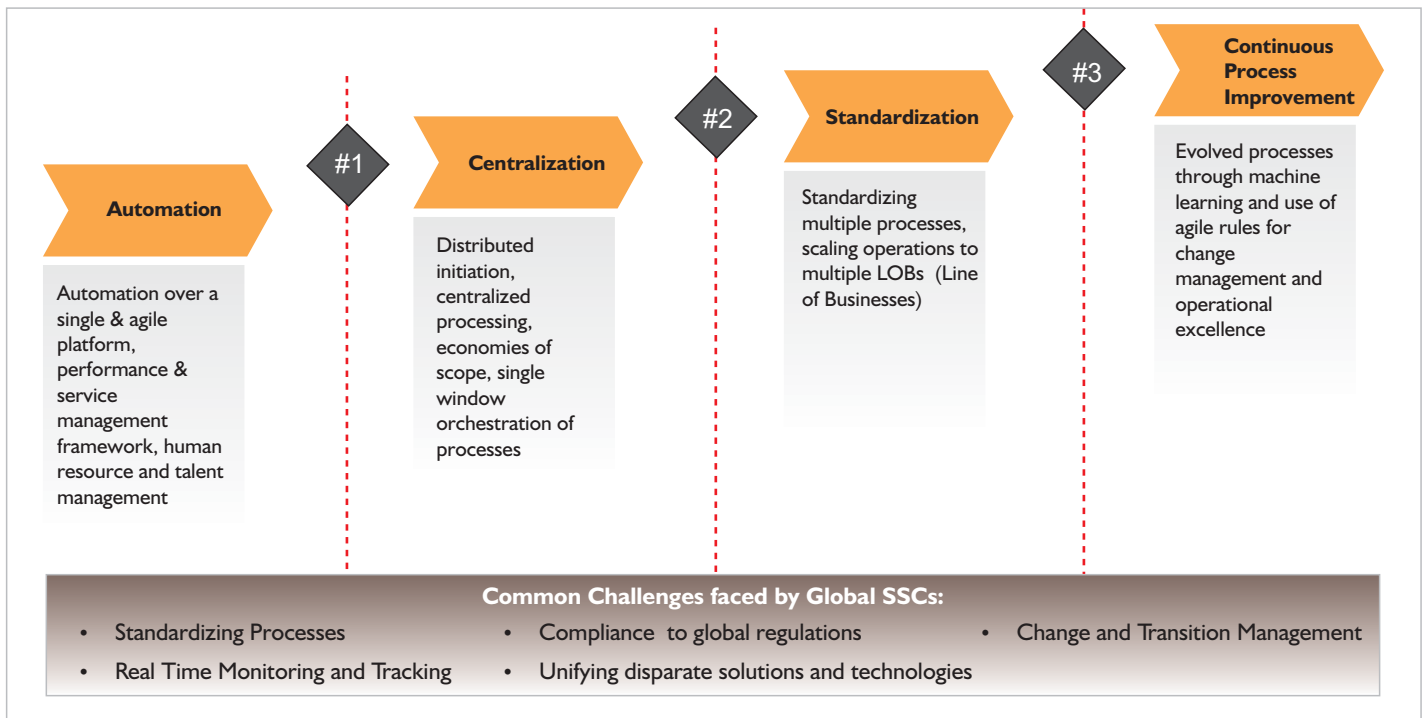 Automation
Automation over a
single & agile
platform,
performance &
service
management
framework, human
resource and talent
management
#1
Centralization
Distributed
initiation,
centralized
processing,
economies of
scope, single
window
orchestration of
processes
#2
Standardization
Standardizing
multiple processes,
scaling operations to
multiple LOBs (Line
of Businesses)
#3
Continuous
Process
Improvement
Evolved processes
through machine
learning and use of
agile rules for
change
management and
operational
excellence
Common Challenges faced by Global SSCs:
• Standardizing Processes
• Compliance to global regulations
• Change and Transition Management
• Real Time Monitoring and Tracking
• Unifying disparate solutions and technologies